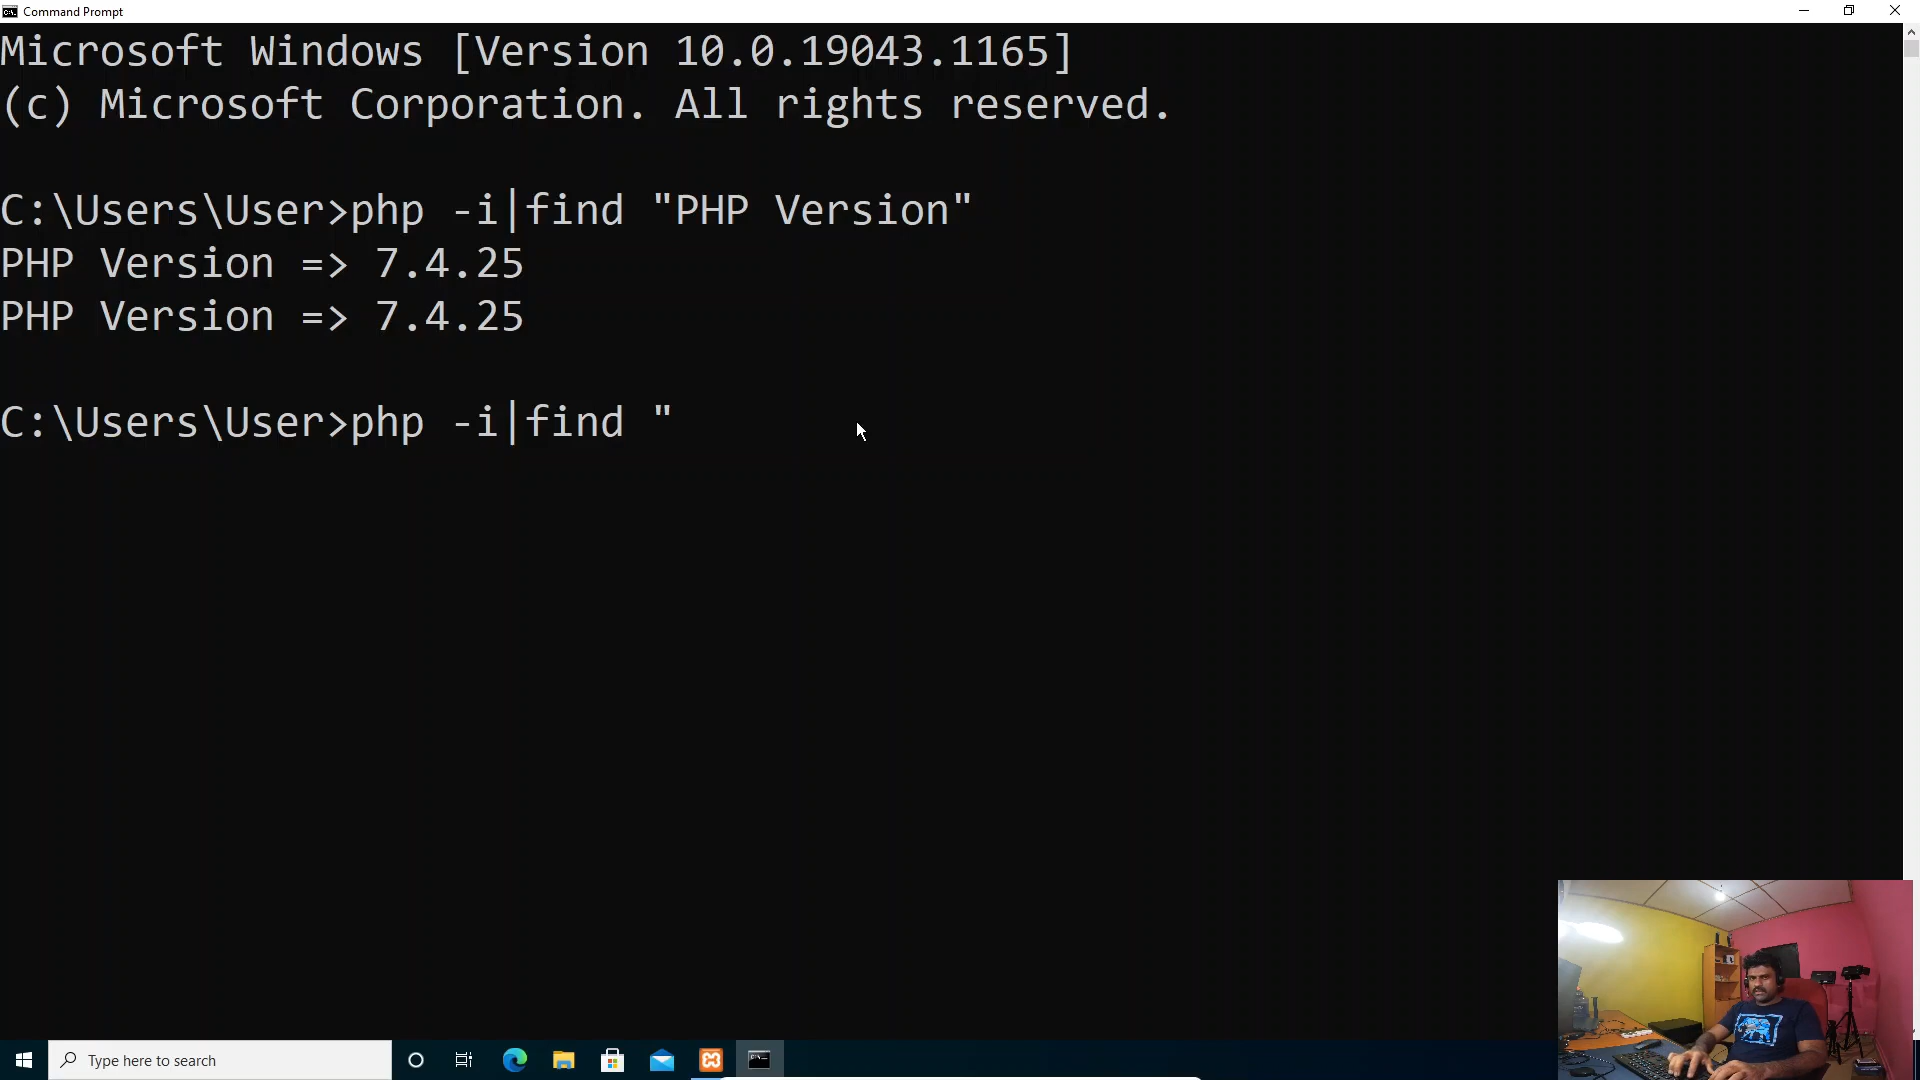 Command Prompt
Microsoft Windows [Version 10.0.19043.1165]
(c) Microsoft Corporation. All rights reserved.
C:\Users\User>php -i|find "PHP Version"
PHP Version => 7.4.25
PHP Version => 7.4.25
C:\Users\User>php -i|find "
Type here to search